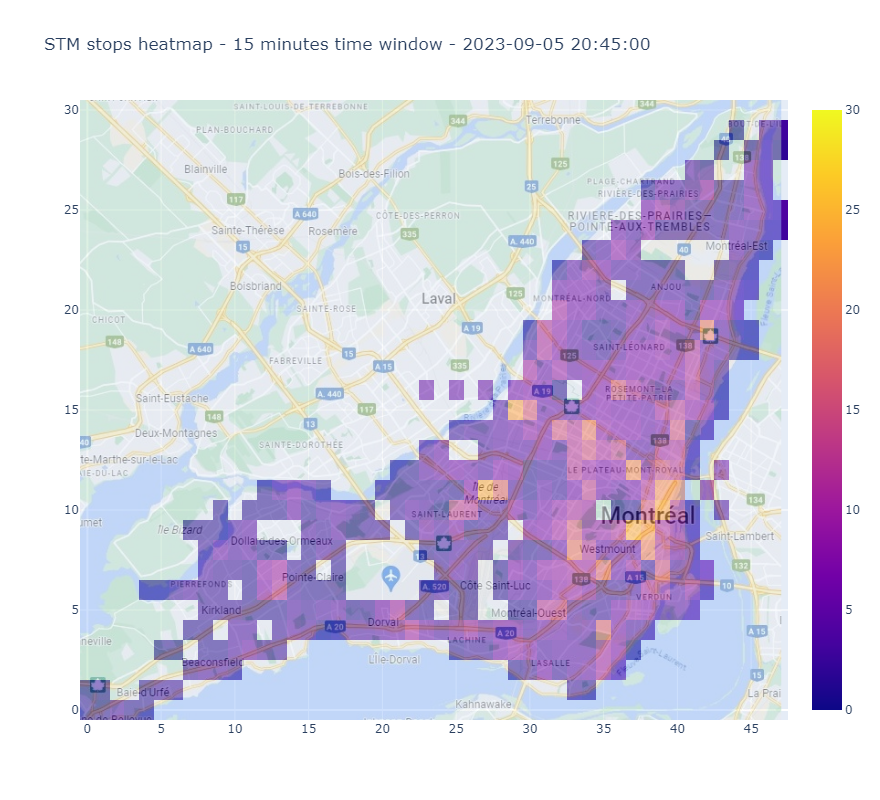 STM stops heatmap - 15 minutes time window - 2023-09-05 20:45:00
30
25
20
15
10
5
0
0
5
10
15
20
25
30
35
40
45
30
25
20
15
10
5
0
SAINT-LOUIS-DE-TERREBONNE
344
344
Terrebonne
PLAN-BOUCHARD
138
125
Blainville
Bois-des-Filion
25
PLAGE-CHARTRAND
117
RIVIÈRE-DES-PRAIRIES
A 640
CÔTE-DES-PERRON
RIVIÈRE-DES-PRAIRIES—
POINTE-AUX-TREMBLES
Sainte-Thérèse
Rosemère
335
A. 440
15
40
Montréal-Est
Boisbriand
ANJOU
Laval
125
MONTRÉAL-NORD
SAINTE-ROSE
CHICOT
A 19
148
A 640
15
SAINT-LÉONARD
138
FABREVILLE
A 15
335
125
A. 440
A 19
ROSEMONT–LA
PETITE-PATRIE
Saint-Eustache
117
148
13
Deux-Montagnes
40
SAINTE-DOROTHÉE
138
te-Marthe-sur-le-Lac
LE PLATEAU-MONT-ROYAL
Île de
Montréal
134
SAINT-LAURENT
Montréal
Île Bizard
Saint-Lambert
Dollard-des-Ormeaux
Westmount
13
132
Pointe-Claire
138
A 15
PIERREFONDS
A. 520
Côte Saint-Luc
10
VERDUN
Kirkland
Montréal-Ouest
Dorval
A 20
A 20
A 15
LACHINE
L'Île-Dorval
Beaconsfield
LASALLE
15
Baie-d'Urfé
La Prai
Kahnawake